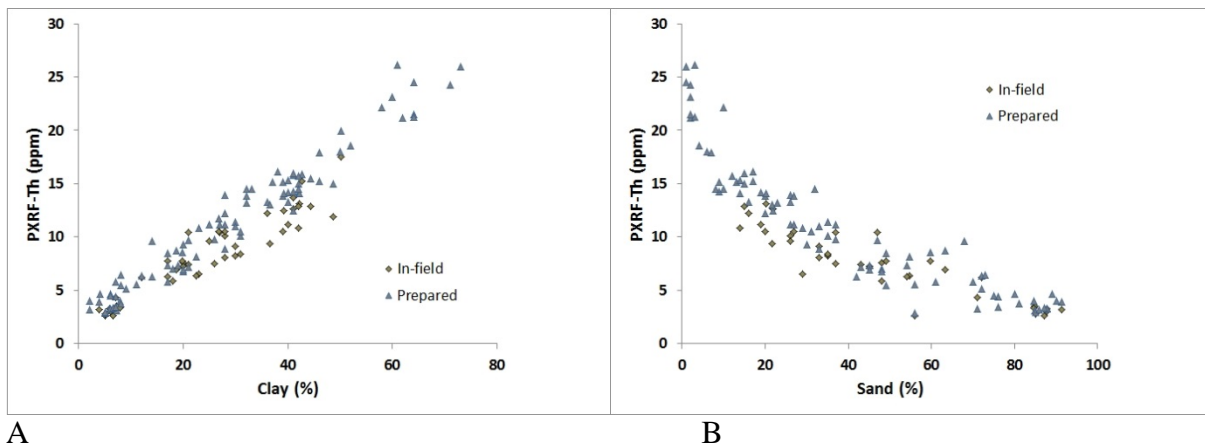 30
25
20
15
10
5
0
PXRF-Th (ppm)
In-field
Prepared
0 20 40 60 80
Clay (%)
30
25
20
15
10
5
0
PXRF-Th (ppm)
In-field
Prepared
0 20 40 60 80 100
Sand (%)
A B